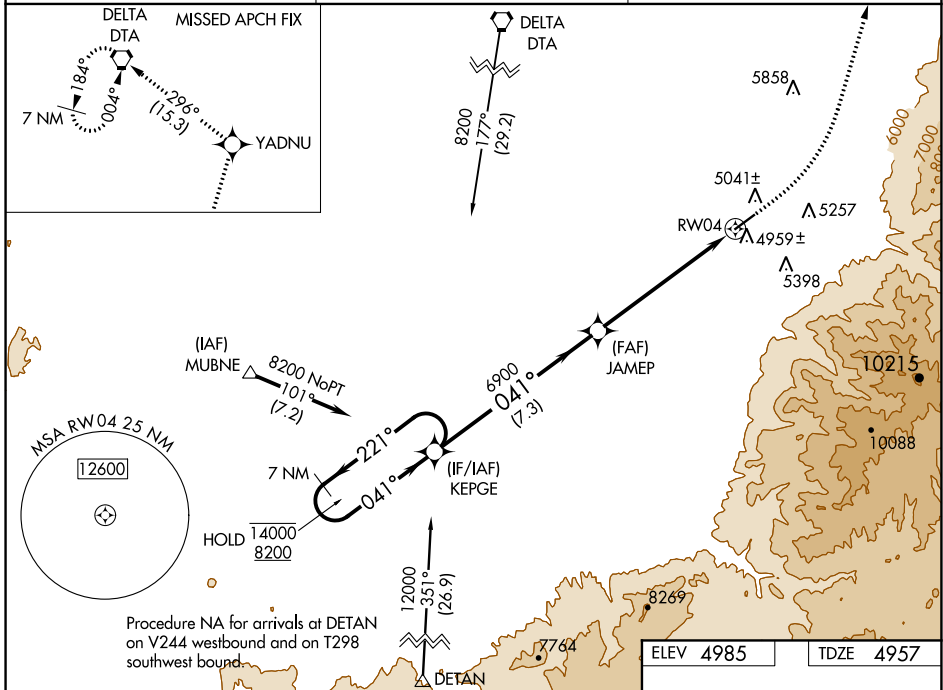 DELTA
DTA
MISSED APCH FIX
184°
004°
7 NM
296°
(15.3)
YADNU
DELTA
DTA
8200
177°
(29.2)
5858
6000
7000
5041±
5257
RW04
4959±
5398
(IAF)
MUBNE
8200 NoPT
101°
(7.2)
(FAF)
JAMEP
6900
041°
(7.3)
10215
10088
MSA RW04 25 NM
12600
221°
7 NM
041°
(IF/IAF)
KEPGE
HOLD
14000
8200
12000
351°
(26.9)
Procedure NA for arrivals at DETAN
on V244 westbound and on T298
southwest bound.
8269
7764
DETAN
ELEV 4985
TDZE 4957